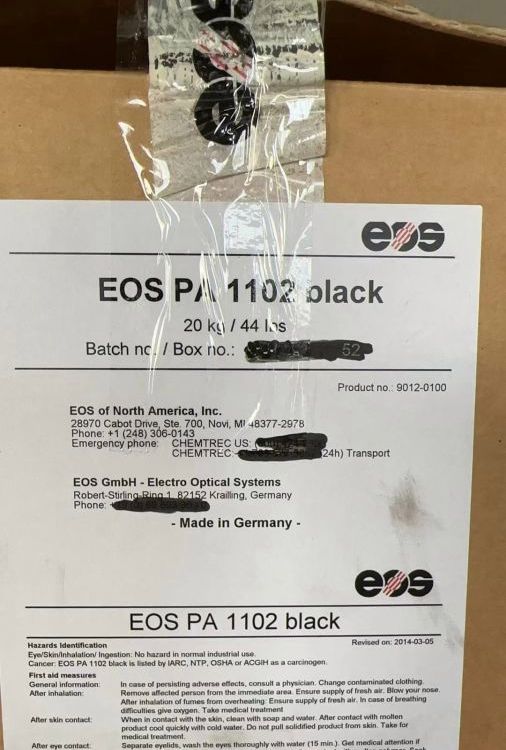 eos
eos
EOS PA 1102 black
20 kg / 44 lbs
Batch no. / Box no.: 52
Product no.: 9012-0100
EOS of North America, Inc.
28970 Cabot Drive, Ste. 700, Novi, MI 48377-2978
Phone: +1 (248) 306-0143
Emergency phone: CHEMTREC US: (
CHEMTREC: 24h) Transport
EOS GmbH - Electro Optical Systems
Robert-Stirling-Ring 1, 82152 Krailling, Germany
Phone:
- Made in Germany -
eos
EOS PA 1102 black
Revised on: 2014-03-05
Hazards Identification
Eye/Skin/Inhalation/ Ingestion: No hazard in normal industrial use.
Cancer: EOS PA 1102 black is listed by IARC, NTP, OSHA or ACGIH as a carcinogen.
First aid measures
General information: In case of persisting adverse effects, consult a physician. Change contaminated clothing.
After inhalation: Remove affected person from the immediate area. Ensure supply of fresh air. Blow your nose.
After inhalation of fumes from overheating: Ensure supply of fresh air. In case of breathing
difficulties give oxygen. Take medical treatment
After skin contact: When in contact with the skin, clean with soap and water. After contact with molten
product cool quickly with cold water. Do not pull solidified product from skin. Take for
medical treatment
After eye contact: Separate eyelids, wash the eyes thoroughly with water (15 min.). Get medical attention if